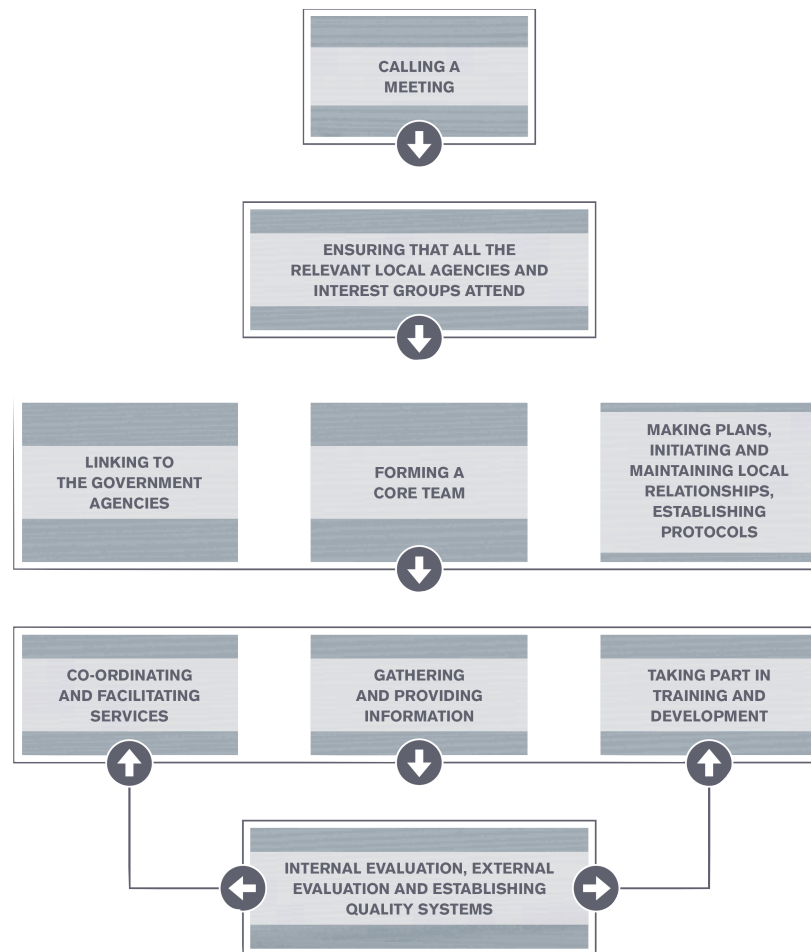 CALLING A
MEETING
ENSURING THAT ALL THE
RELEVANT LOCAL AGENCIES AND
INTEREST GROUPS ATTEND
LINKING TO
THE GOVERNMENT
AGENCIES
FORMING A
CORE TEAM
MAKING PLANS,
INITIATING AND
MAINTAINING LOCAL
RELATIONSHIPS,
ESTABLISHING
PROTOCOLS
CO-ORDINATING
AND FACILITATING
SERVICES
GATHERING
AND PROVIDING
INFORMATION
TAKING PART IN
TRAINING AND
DEVELOPMENT
INTERNAL EVALUATION, EXTERNAL
EVALUATION AND ESTABLISHING
QUALITY SYSTEMS